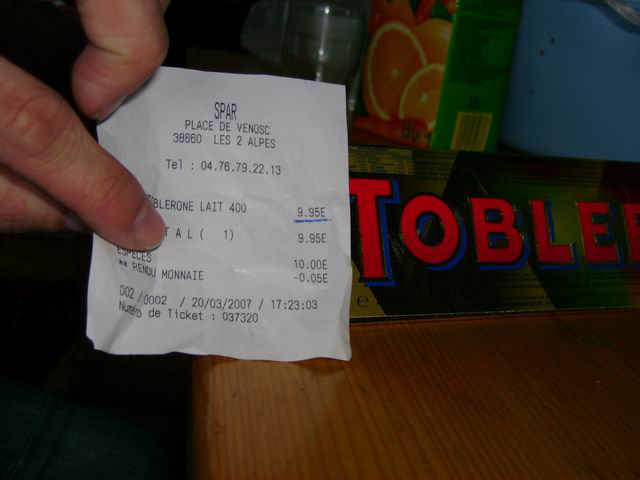 SPAR
PLACE DE VENOSC
38860 LES 2 ALPES
Tel : 04.76.79.22.13
OBLERONE LAIT 400 9.95E
TAL( 1) 9.95E
ESPECES 10.00E
** RENDU MONNAIE -0.05E
002 /0002 / 20/03/2007 / 17:23:03
Numéro de Ticket : 037320
TOBLE
e